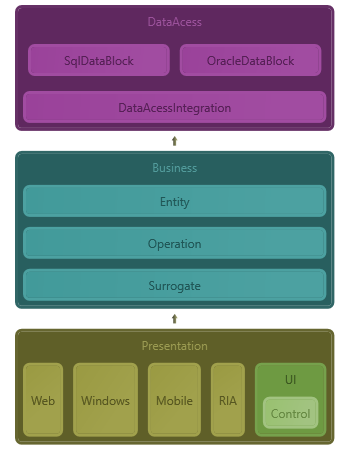 DataAcess
SqlDataBlock OracleDataBlock
DataAcessIntegration
Business
Entity
Operation
Surrogate
Presentation
Web Windows Mobile RIA UI
Control